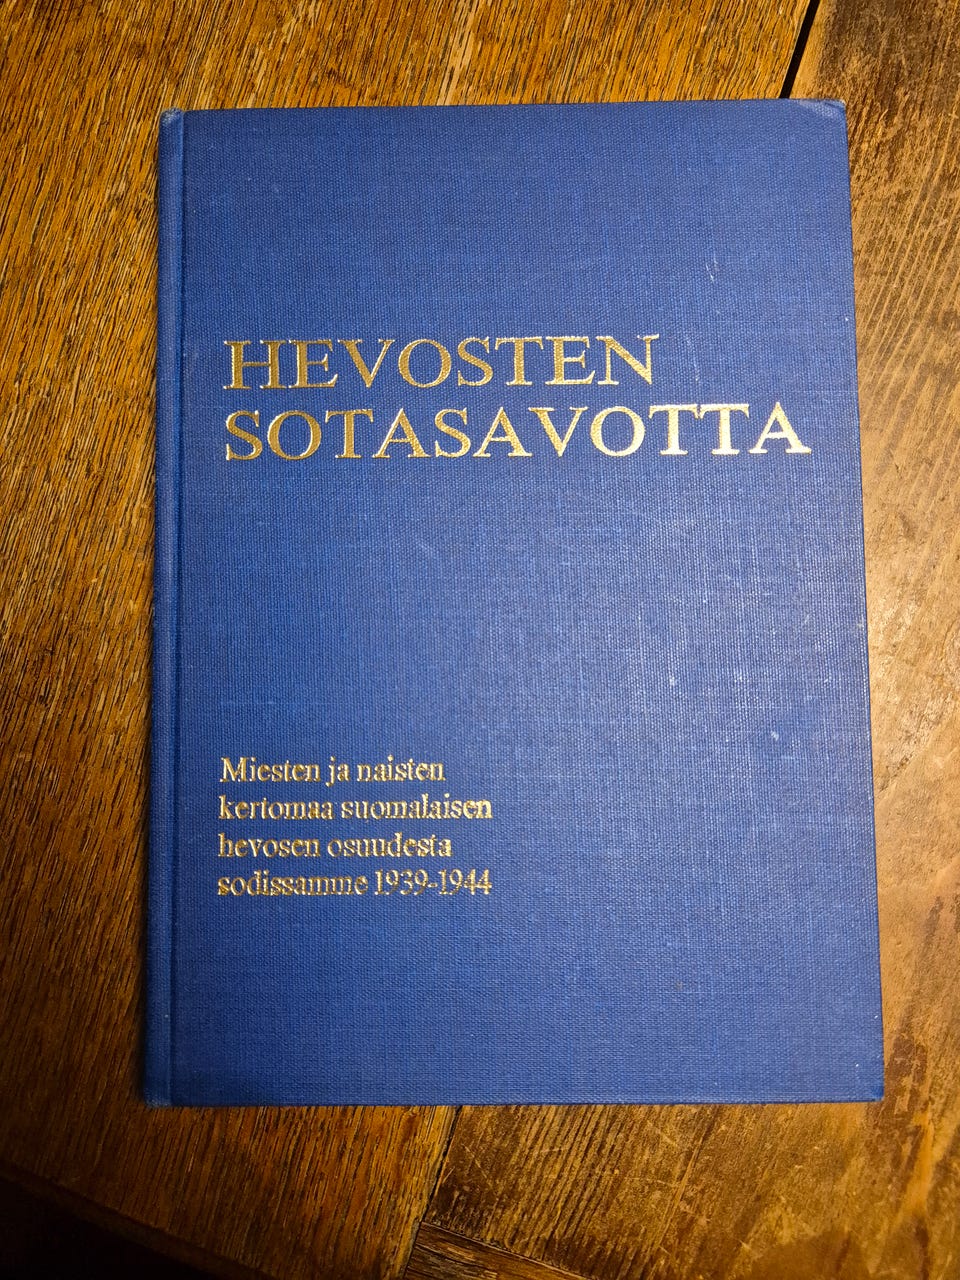 HEVOSTEN
SOTASAVOTTA
Miesten ja naisten
kertomaa suomalaisen
hevosen osuudesta
sodissamme 1939-1944